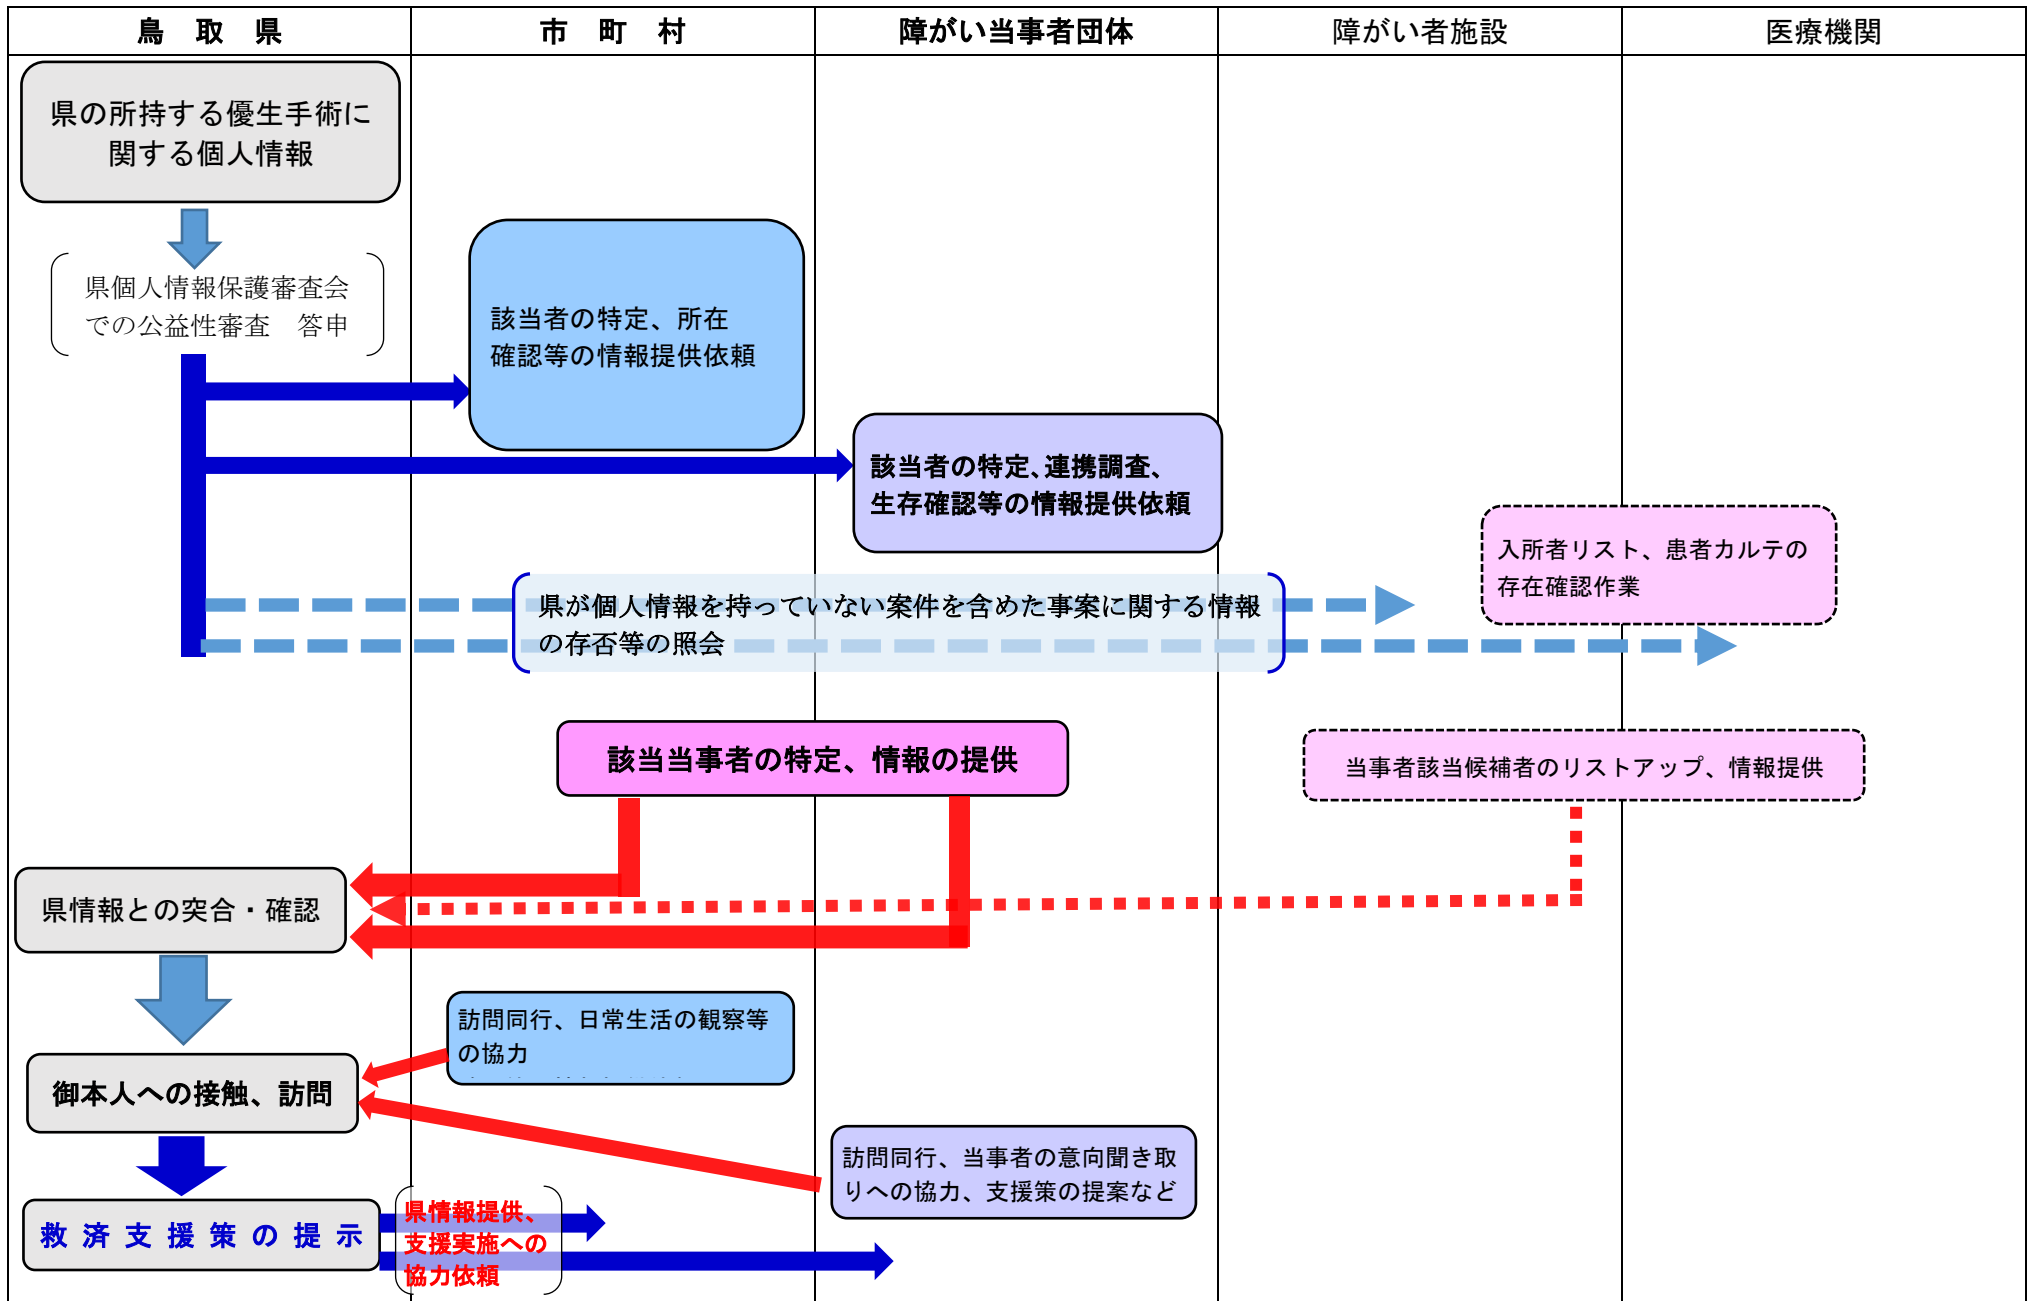 鳥　取　県
市　町　村
障がい当事者団体
障がい者施設
医療機関
県の所持する優生手術に
関する個人情報
県個人情報保護審査会
での公益性審査　答申
該当者の特定、所在
確認等の情報提供依頼
該当者の特定、連携調査、
生存確認等の情報提供依頼
入所者リスト、患者カルテの
存在確認作業
県が個人情報を持っていない案件を含めた事案に関する情報
の存否等の照会
該当当事者の特定、情報の提供
当事者該当候補者のリストアップ、情報提供
県情報との突合・確認
訪問同行、日常生活の観察等
の協力
御本人への接触、訪問
訪問同行、当事者の意向聞き取
りへの協力、支援策の提案など
救済支援策の提示
県情報提供、
支援実施への
協力依頼